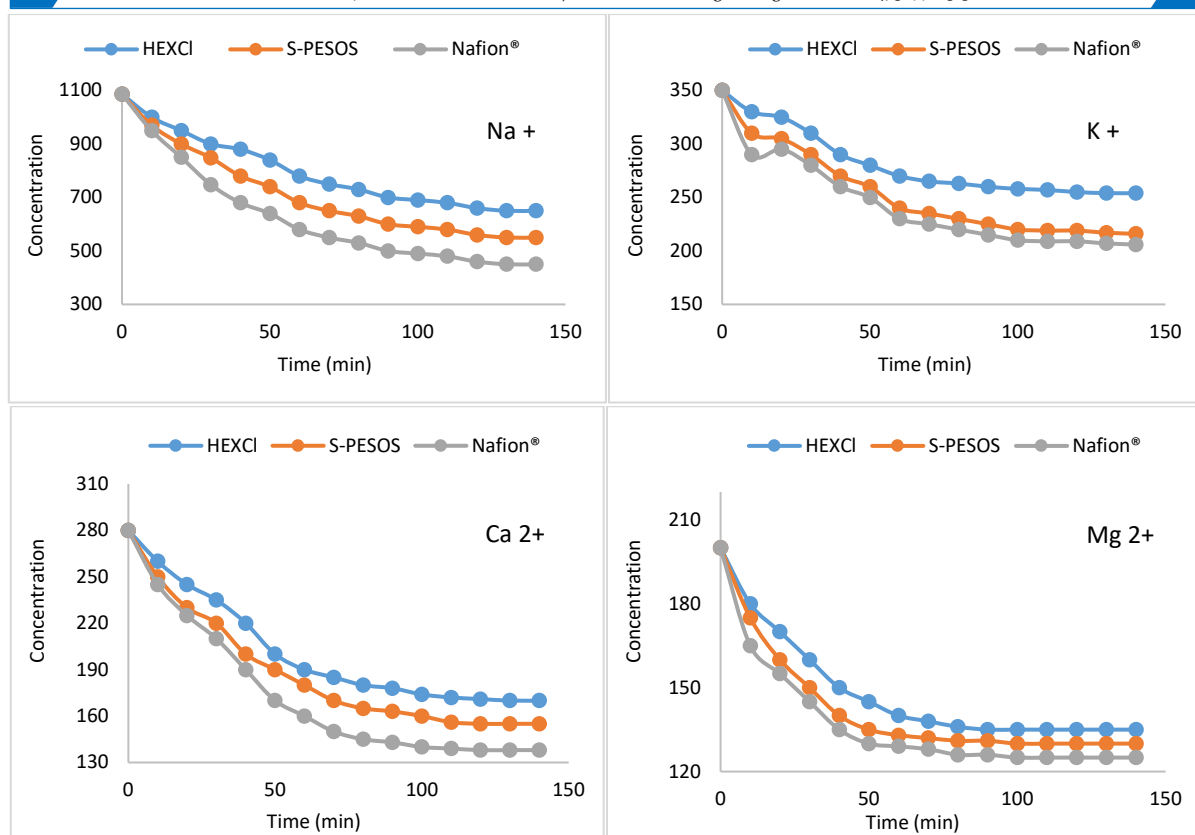 HEXCl S-PESOS Nafion®
Na +
Concentration
1100
900
700
500
300
0 50 100 150
Time (min)
HEXCl S-PESOS Nafion®
K +
Concentration
350
300
250
200
150
0 50 100 150
Time (min)
HEXCl S-PESOS Nafion®
Ca 2+
Concentration
310
280
250
220
190
160
130
0 50 100 150
Time (min)
HEXCl S-PESOS Nafion®
Mg 2+
Concentration
210
180
150
120
0 50 100 150
Time (min)